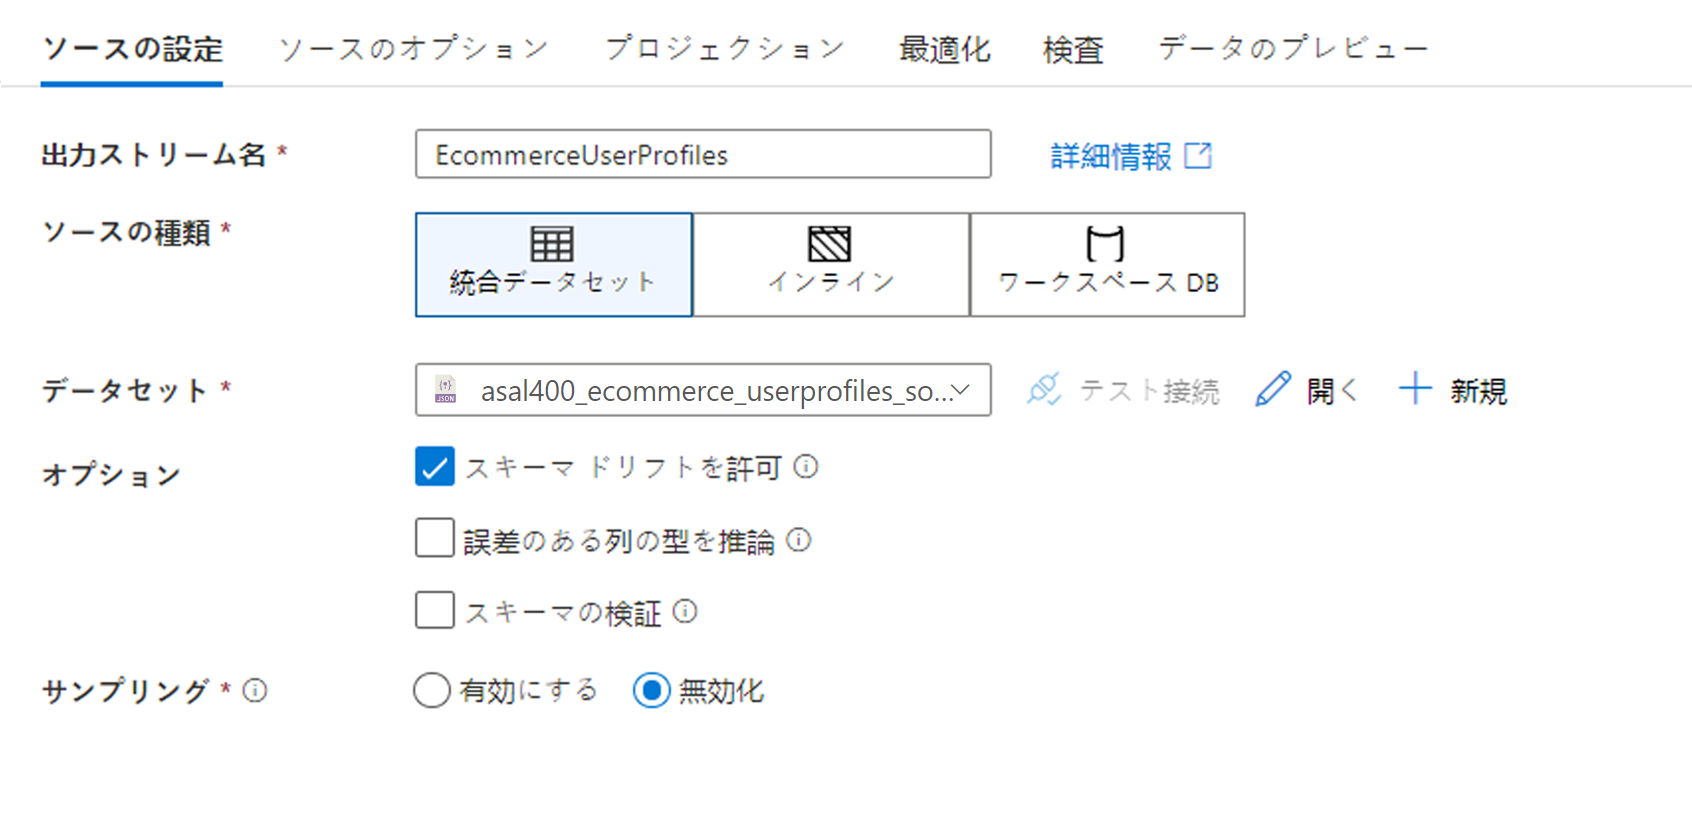 ソースの設定 ソースのオプション プロジェクション 最適化 検査 データのプレビュー
出力ストリーム名 * EcommerceUserProfiles 詳細情報
ソースの種類 * 統合データセット インライン ワークスペース DB
データセット * JSON asal400_ecommerce_userprofiles_so... テスト接続 開く 新規
オプション スキーマ ドリフトを許可
誤差のある列の型を推論
スキーマの検証
サンプリング * 有効にする 無効化